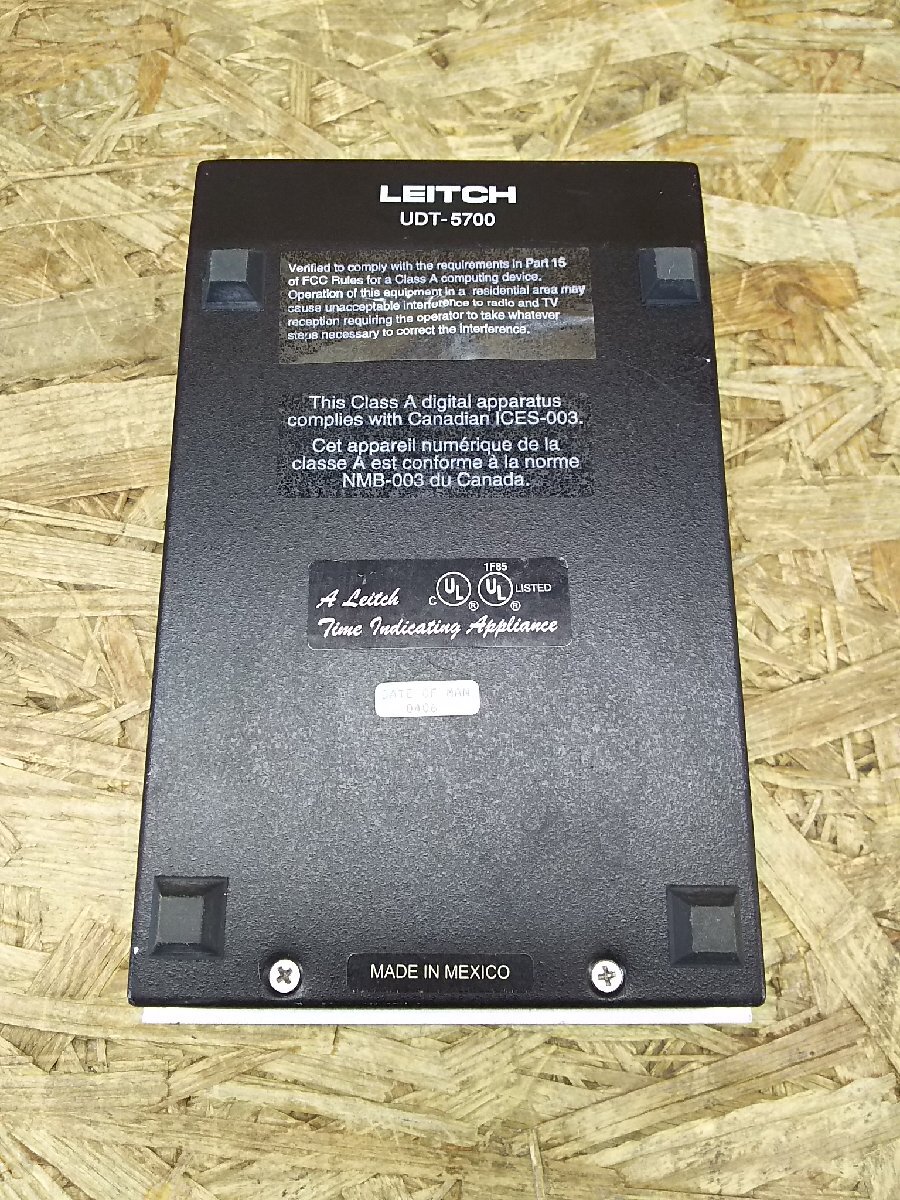 LEITCH
UDT-5700
Verified to comply with the requirements in Part 15
of FCC Rules for a Class A computing device.
Operation of this equipment in a residential area may
cause unacceptable interference to radio and TV
reception requiring the operator to take whatever
steps necessary to correct the interference.
This Class A digital apparatus
complies with Canadian ICES-003.
Cet appareil numérique de la
classe A est conforme à la norme
NMB-003 du Canada.
1F85
C UL ® UL ® LISTED
A Leitch
Time Indicating Appliance
DATE OF MAN
MADE IN MEXICO